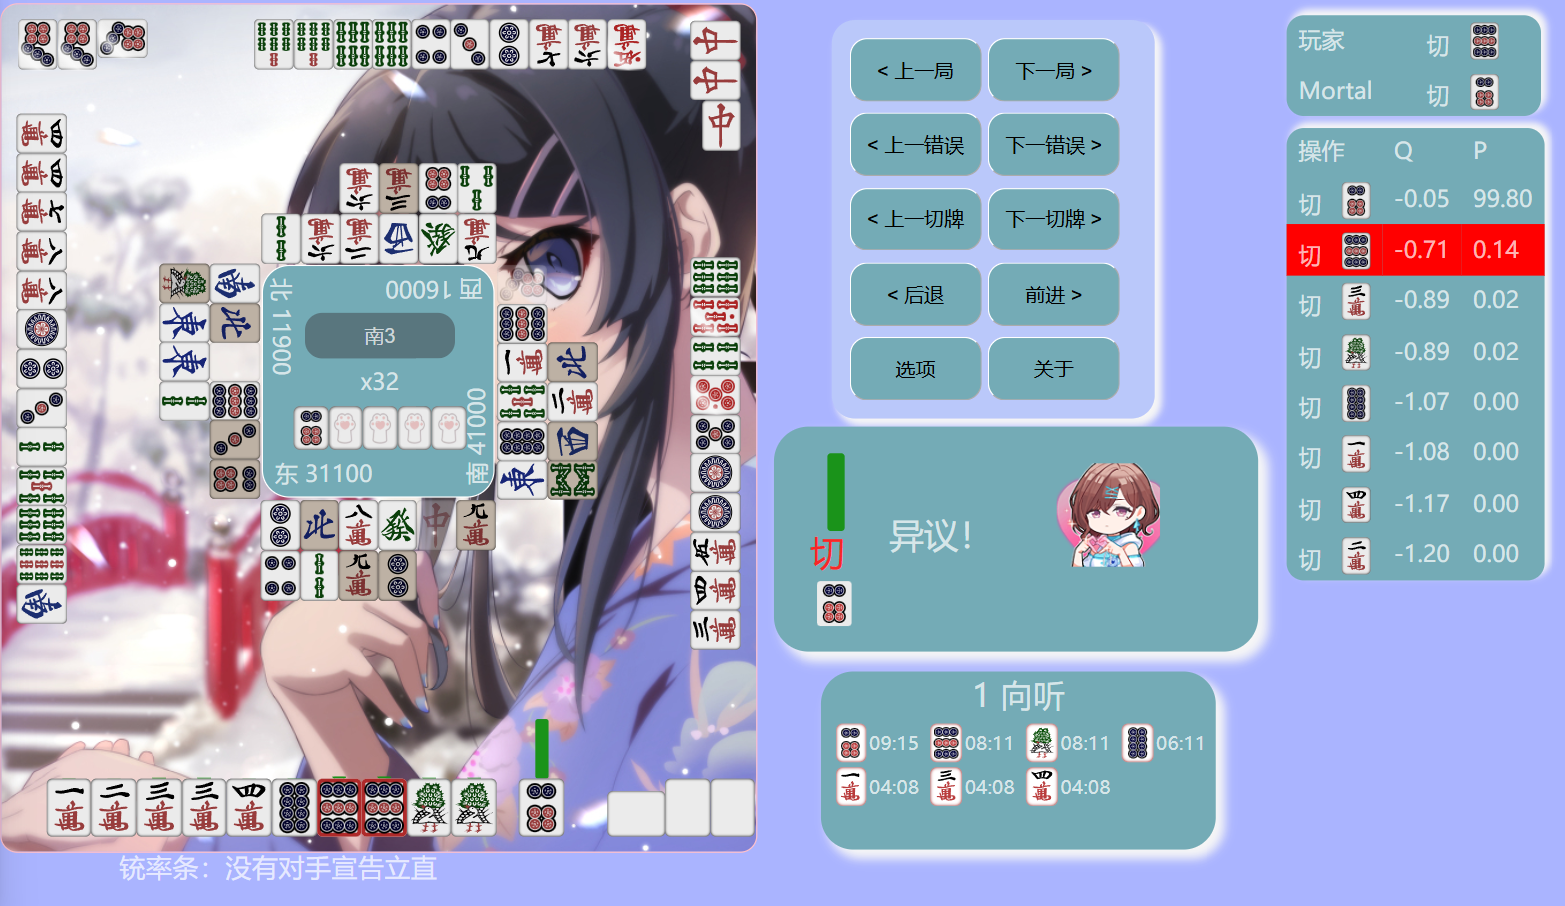 北 11900
西 16000
南3
x32
南 41000
东 31100
铳率条：没有对手宣告立直
< 上一局
下一局 >
< 上一错误
下一错误 >
< 上一切牌
下一切牌 >
< 后退
前进 >
选项
关于
切
异议！
1 向听
09:15 08:11 08:11 06:11
04:08 04:08 04:08
玩家 切
Mortal 切
操作 Q P
切 -0.05 99.80
切 -0.71 0.14
切 -0.89 0.02
切 -0.89 0.02
切 -1.07 0.00
切 -1.08 0.00
切 -1.17 0.00
切 -1.20 0.00